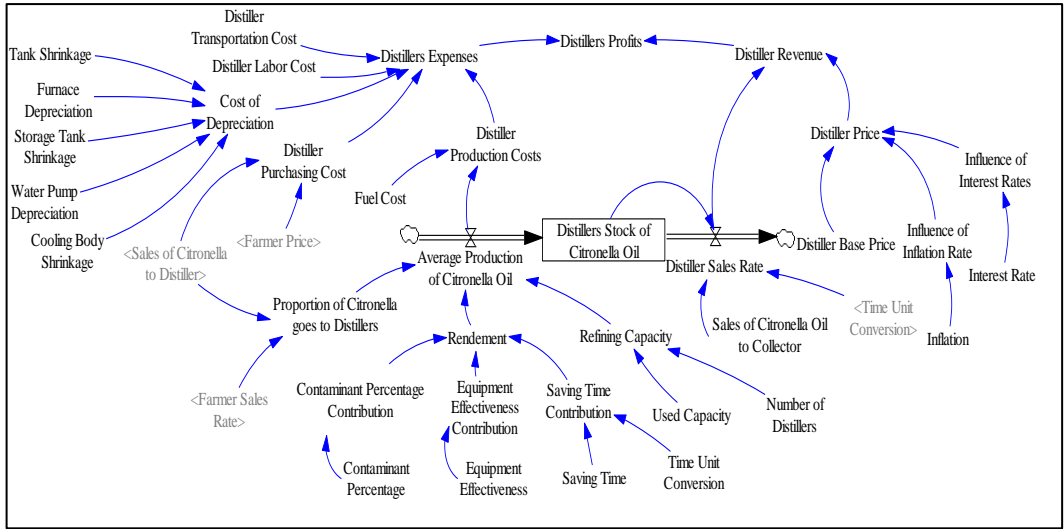 Distiller
Transportation Cost
Distillers Expenses
Distillers Profits
Distiller Revenue
Tank Shrinkage
Distiller Labor Cost
Furnace
Depreciation
Cost of
Depreciation
Storage Tank
Shrinkage
Distiller
Purchasing Cost
Distiller
Production Costs
Distiller Price
Influence of
Interest Rates
Water Pump
Depreciation
Fuel Cost
Cooling Body
Shrinkage
<Sales of Citronella
to Distiller>
<Farmer Price>
Distillers Stock of
Citronella Oil
Distiller Base Price
Influence of
Inflation Rate
Interest Rate
Average Production
of Citronella Oil
Distiller Sales Rate
Proportion of Citronella
goes to Distillers
<Time Unit
Conversion>
Sales of Citronella Oil
to Collector
Inflation
Rendement
Refining Capacity
<Farmer Sales
Rate>
Contaminant Percentage
Contribution
Equipment
Effectiveness
Contribution
Saving Time
Contribution
Used Capacity
Number of
Distillers
Contaminant
Percentage
Equipment
Effectiveness
Saving Time
Time Unit
Conversion